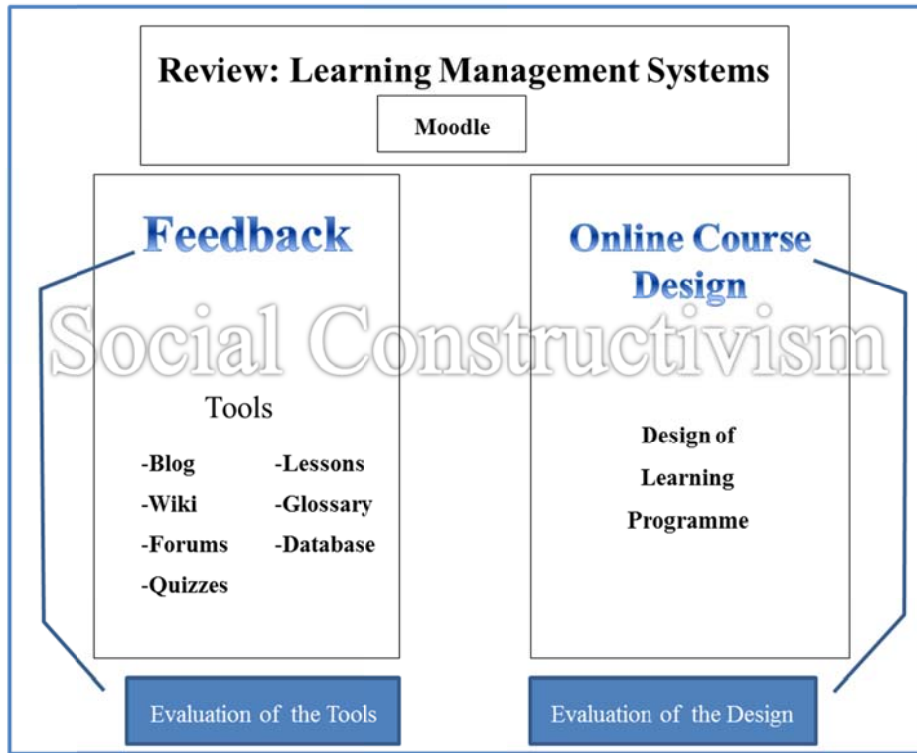 Review: Learning Management Systems
Moodle
Feedback
Online Course
Design
Social Constructivism
Tools
-Blog
-Wiki
-Forums
-Quizzes
-Lessons
-Glossary
-Database
Design of
Learning
Programme
Evaluation of the Tools
Evaluation of the Design